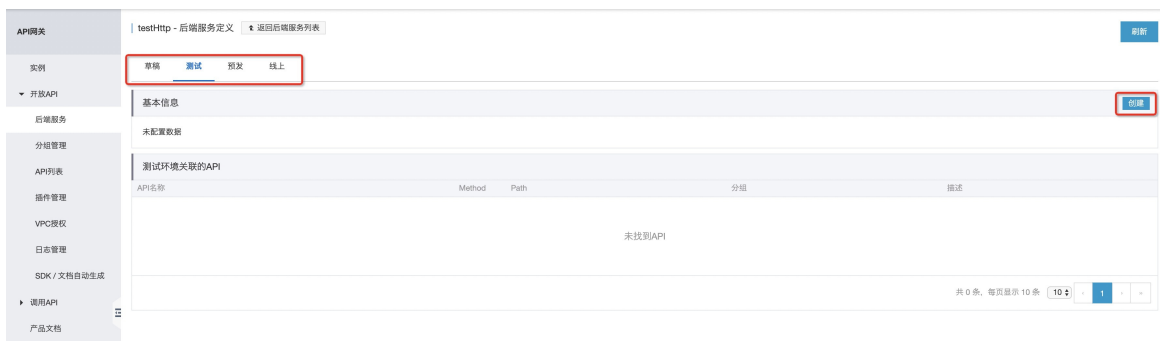 API网关
实例
开放API
后端服务
分组管理
API列表
插件管理
VPC授权
日志管理
SDK / 文档自动生成
调用API
产品文档
testHttp - 后端服务定义 返回后端服务列表
刷新
草稿 测试 预发 线上
基本信息 创建
未配置数据
测试环境关联的API
API名称 Method Path 分组 描述
未找到API
共 0 条, 每页显示 10 条 10 ‹ 1 › »